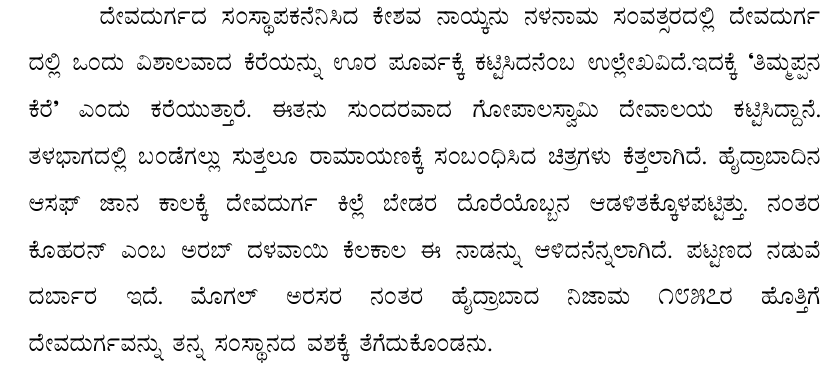 ದೇವದುರ್ಗದ ಸಂಸ್ಥಾಪಕನೆನಿಸಿದ ಕೇಶವ ನಾಯ್ಕನು ನಳನಾಮ ಸಂವತ್ಸರದಲ್ಲಿ ದೇವದುರ್ಗ
ದಲ್ಲಿ ಒಂದು ವಿಶಾಲವಾದ ಕೆರೆಯನ್ನು ಊರ ಪೂರ್ವಕ್ಕೆ ಕಟ್ಟಿಸಿದನೆಂಬ ಉಲ್ಲೇಖವಿದೆ.ಇದಕ್ಕೆ ‘ತಿಮ್ಮಪ್ಪನ
ಕೆರೆ’ ಎಂದು ಕರೆಯುತ್ತಾರೆ. ಈತನು ಸುಂದರವಾದ ಗೋಪಾಲಸ್ವಾಮಿ ದೇವಾಲಯ ಕಟ್ಟಿಸಿದ್ದಾನೆ.
ತಳಭಾಗದಲ್ಲಿ ಬಂಡೆಗಲ್ಲು ಸುತ್ತಲೂ ರಾಮಾಯಣಕ್ಕೆ ಸಂಬಂಧಿಸಿದ ಚಿತ್ರಗಳು ಕೆತ್ತಲಾಗಿದೆ. ಹೈದ್ರಾಬಾದಿನ
ಆಸಫ್ ಜಾನ ಕಾಲಕ್ಕೆ ದೇವದುರ್ಗ ಕಿಲ್ಲೆ ಬೇಡರ ದೊರೆಯೊಬ್ಬನ ಆಡಳಿತಕ್ಕೊಳಪಟ್ಟಿತ್ತು. ನಂತರ
ಕೊಹರನ್ ಎಂಬ ಅರಬ್ ದಳವಾಯಿ ಕೆಲಕಾಲ ಈ ನಾಡನ್ನು ಆಳಿದನೆನ್ನಲಾಗಿದೆ. ಪಟ್ಟಣದ ನಡುವೆ
ದರ್ಬಾರ ಇದೆ. ಮೊಗಲ್ ಅರಸರ ನಂತರ ಹೈದ್ರಾಬಾದ ನಿಜಾಮ ೧೮೫೭ರ ಹೊತ್ತಿಗೆ
ದೇವದುರ್ಗವನ್ನು ತನ್ನ ಸಂಸ್ಥಾನದ ವಶಕ್ಕೆ ತೆಗೆದುಕೊಂಡನು.